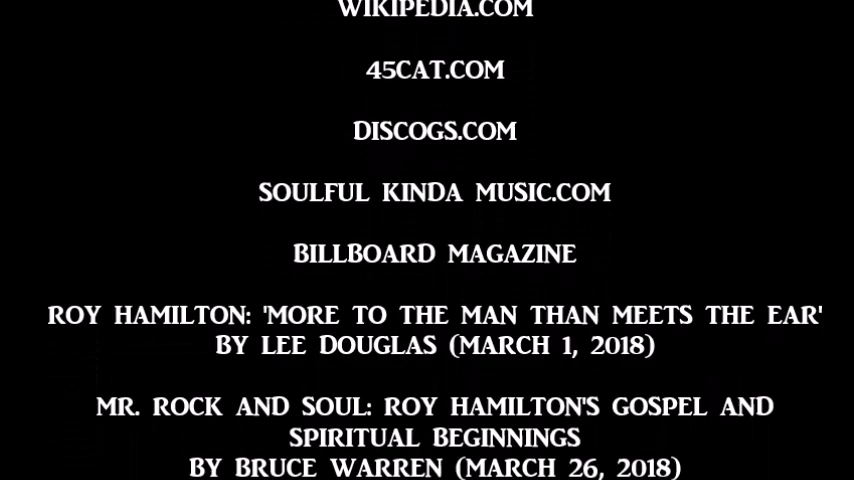 WIKIPEDIA.COM
45CAT.COM
DISCOGS.COM
SOULFUL KINDA MUSIC.COM
BILLBOARD MAGAZINE
ROY HAMILTON: 'MORE TO THE MAN THAN MEETS THE EAR'
BY LEE DOUGLAS (MARCH 1, 2018)
MR. ROCK AND SOUL: ROY HAMILTON'S GOSPEL AND
SPIRITUAL BEGINNINGS
BY BRUCE WARREN (MARCH 26, 2018)